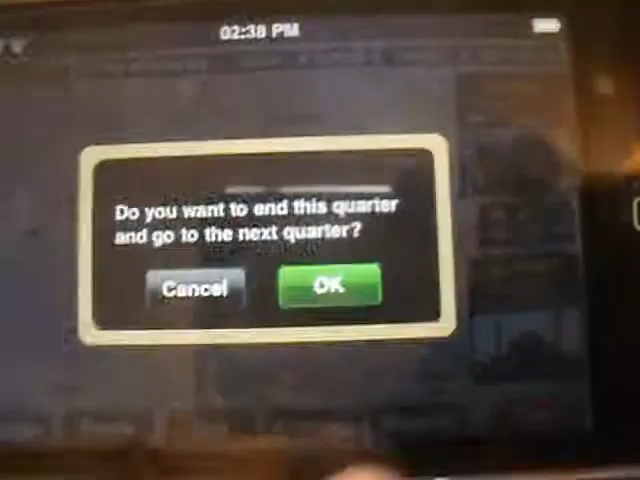 02:38 PM
Do you want to end this quarter
and go to the next quarter?
Cancel
OK